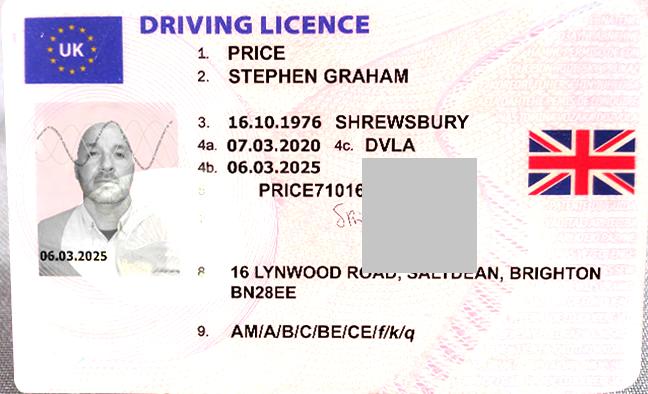 UK
DRIVING LICENCE
1. PRICE
2. STEPHEN GRAHAM
3. 16.10.1976 SHREWSBURY
4a. 07.03.2020 4c. DVLA
4b. 06.03.2025
PRICE71016
06.03.2025
8 16 LYNWOOD ROAD, SALTDEAN, BRIGHTON
BN28EE
9. AM/A/B/C/BE/CE/f/k/q